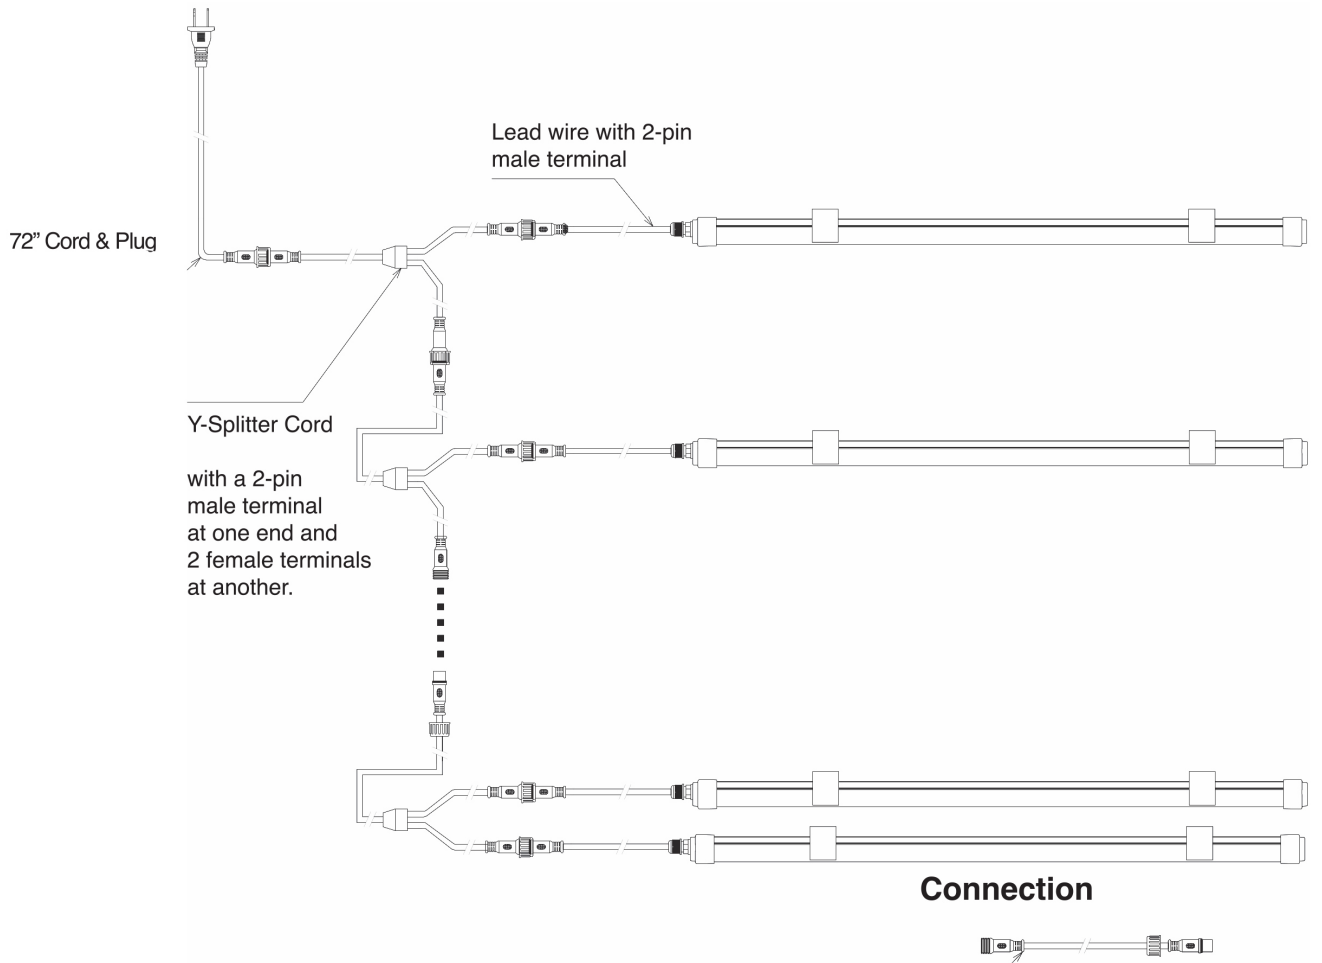 Lead wire with 2-pin
male terminal
72” Cord & Plug
Y-Splitter Cord
with a 2-pin
male terminal
at one end and
2 female terminals
at another.
Connection